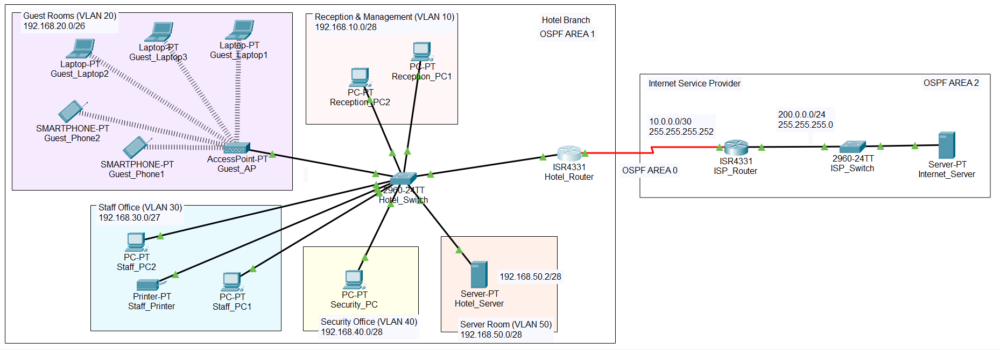 Guest Rooms (VLAN 20)
192.168.20.0/26
Laptop-PT
Guest_Laptop2
Laptop-PT
Guest_Laptop3
Laptop-PT
Guest_Laptop1
SMARTPHONE-PT
Guest_Phone2
SMARTPHONE-PT
Guest_Phone1
AccessPoint-PT
Guest_AP
Reception & Management (VLAN 10)
192.168.10.0/28
PC-PT
Reception_PC1
PC-PT
Reception_PC2
Hotel Branch
OSPF AREA 1
2960-24TT
Hotel_Switch
ISR4331
Hotel_Router
Staff Office (VLAN 30)
192.168.30.0/27
PC-PT
Staff_PC2
Printer-PT
Staff_Printer
PC-PT
Staff_PC1
PC-PT
Security_PC
Security Office (VLAN 40)
192.168.40.0/28
192.168.50.2/28
Server-PT
Hotel_Server
Server Room (VLAN 50)
192.168.50.0/28
OSPF AREA 0
Internet Service Provider
OSPF AREA 2
10.0.0.0/30
255.255.255.252
200.0.0.0/24
255.255.255.0
ISR4331
ISP_Router
2960-24TT
ISP_Switch
Server-PT
Internet_Server